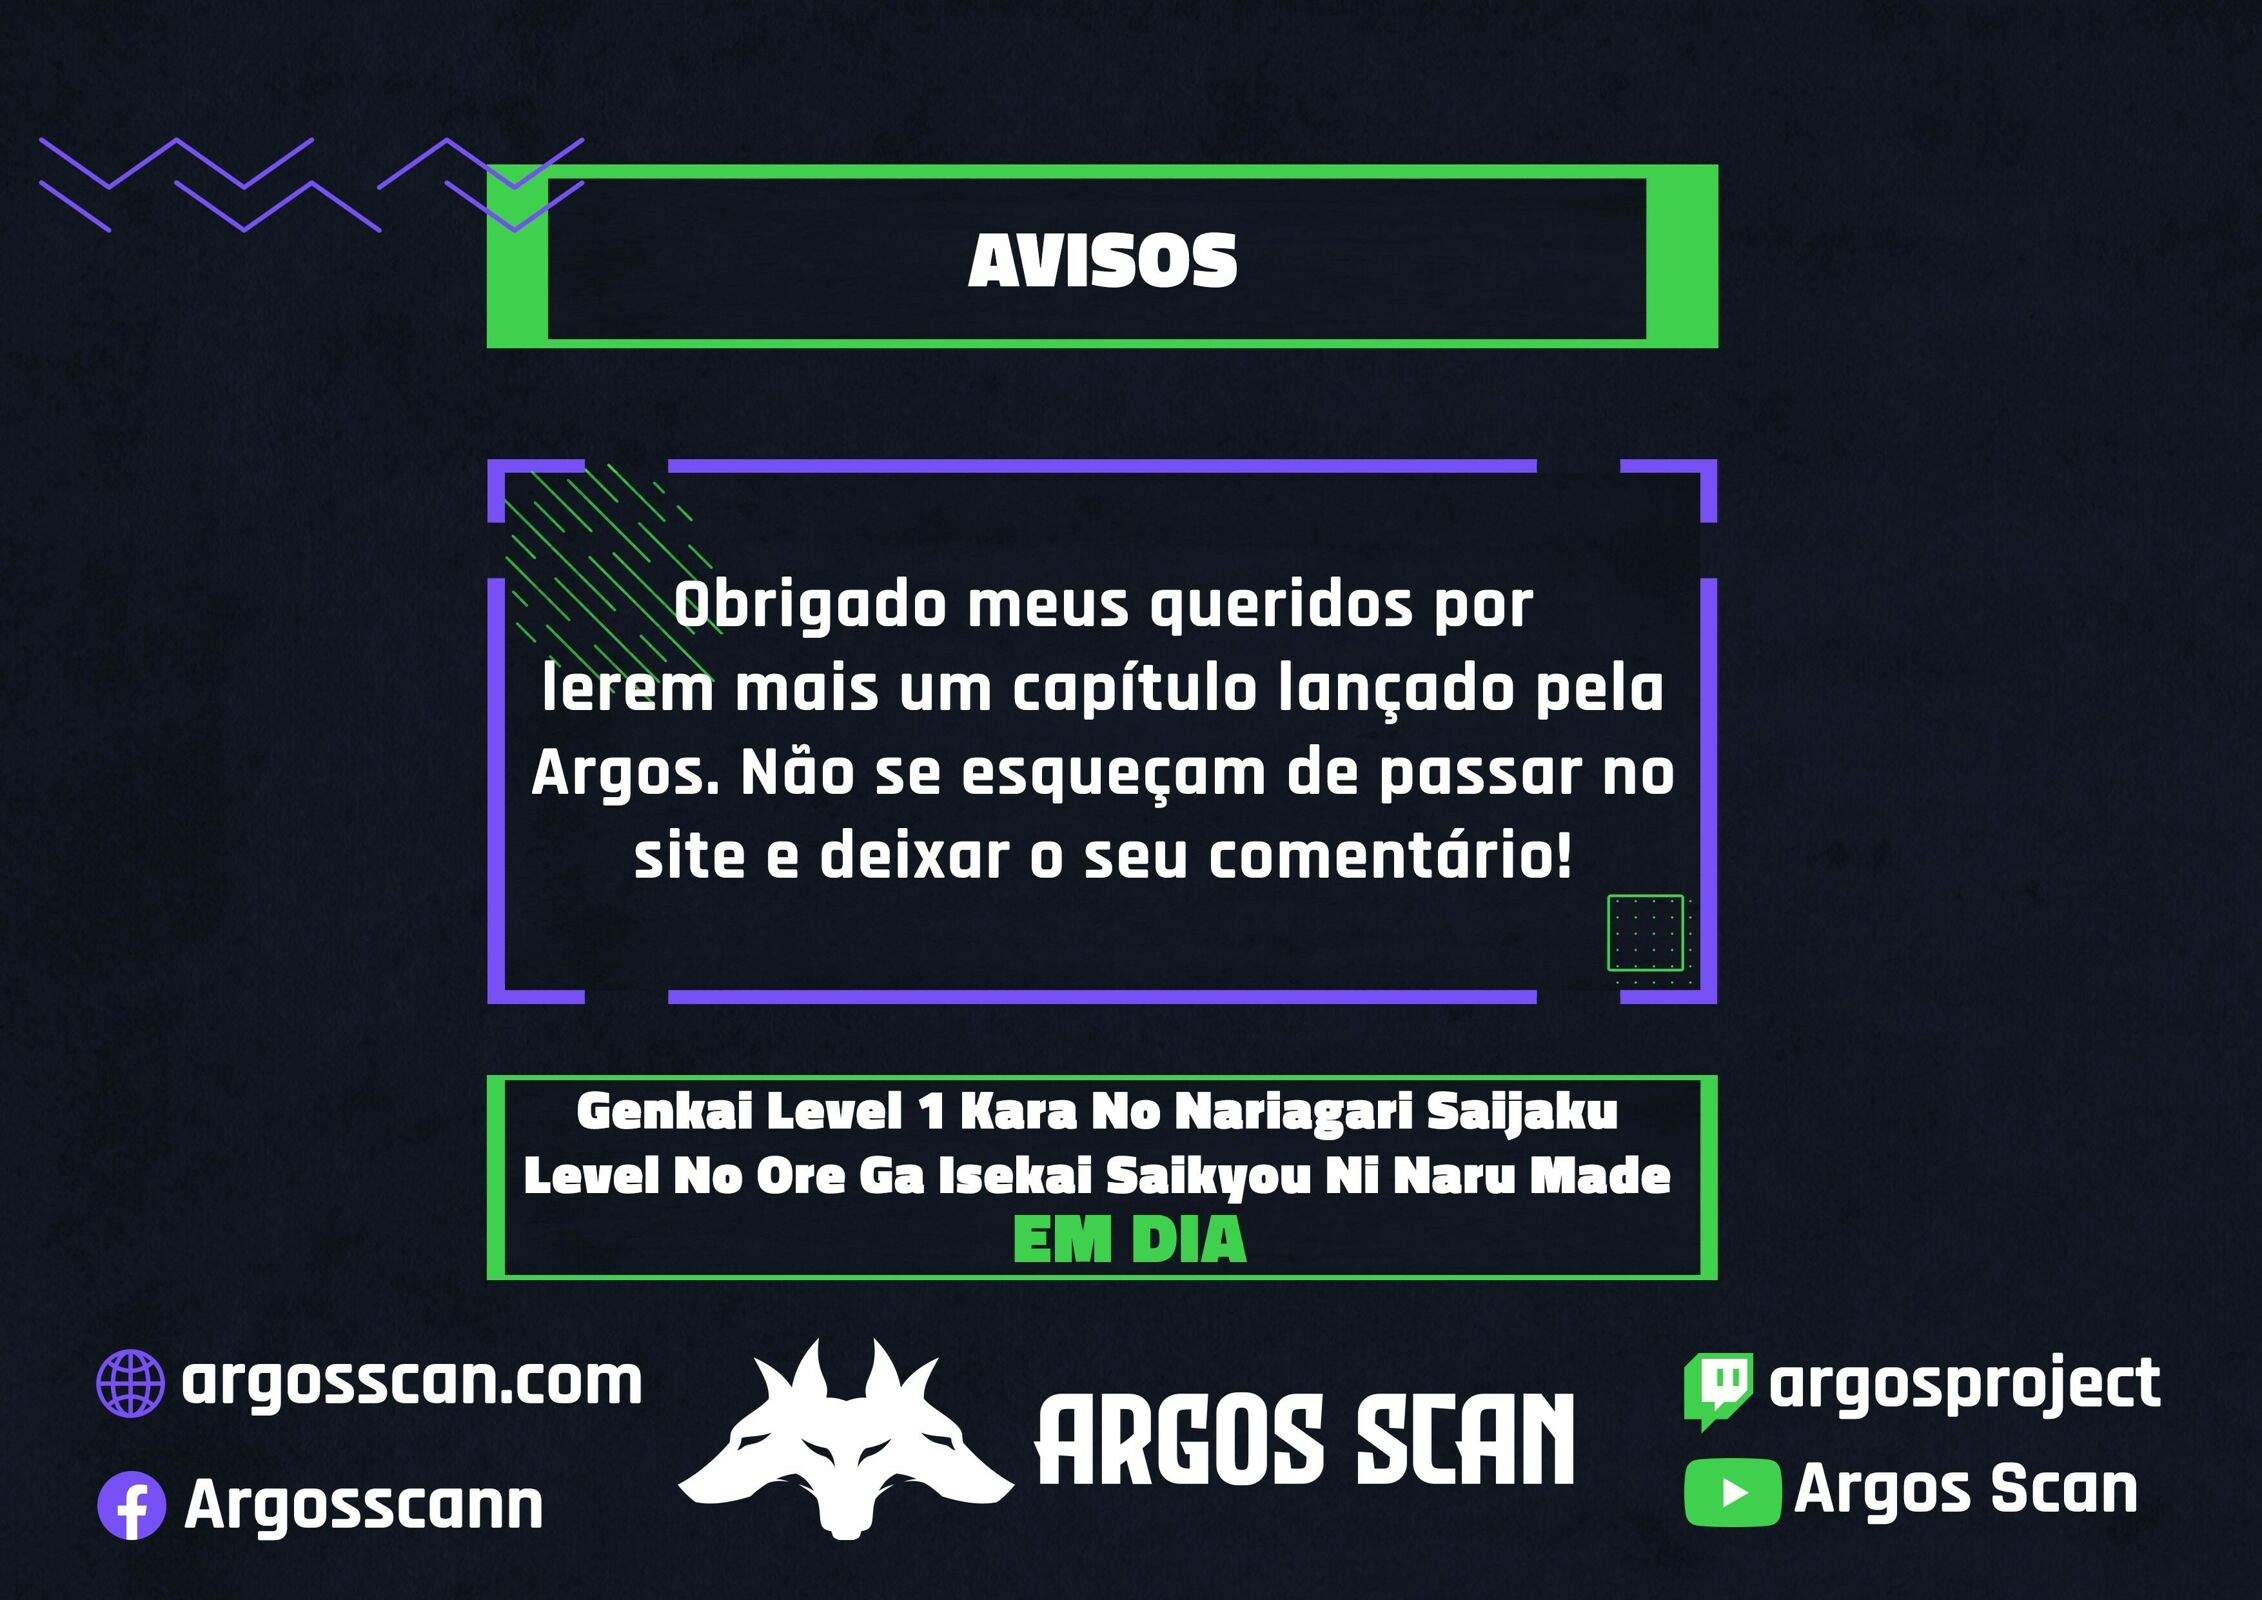 AVISOS
Obrigado meus queridos por
lerem mais um capítulo lançado pela
Argos. Não se esqueçam de passar no
site e deixar o seu comentário!
Genkai Level 1 Kara No Nariagari Saijaku
Level No Ore Ga Isekai Saikyou Ni Naru Made
EM DIA
argosscan.com
Argosscann
ARGOS SCAN
argosproject
Argos Scan